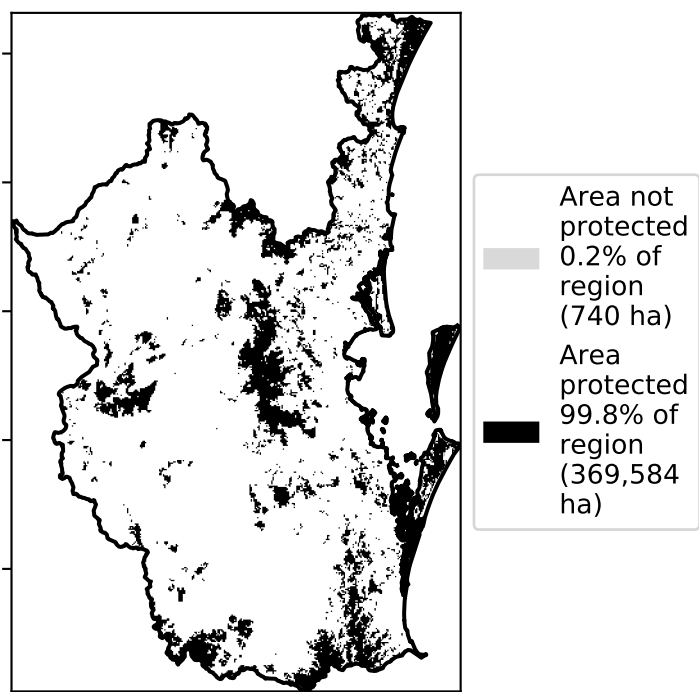 Area not
protected
0.2% of
region
(740 ha)
Area
protected
99.8% of
region
(369,584
ha)